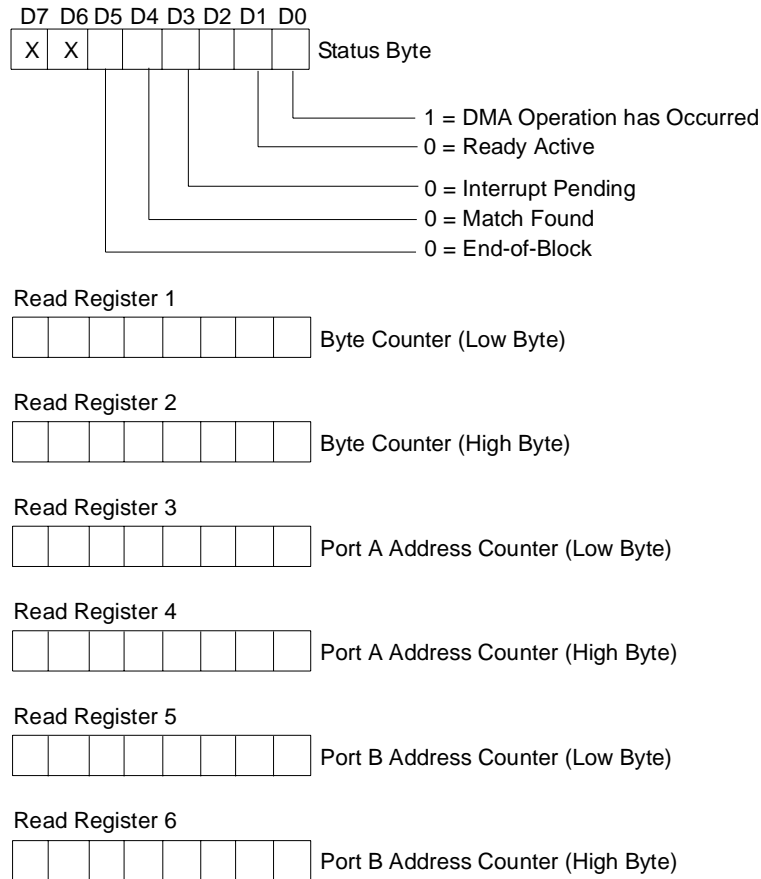 D7 D6 D5 D4 D3 D2 D1 D0
X X Status Byte
1 = DMA Operation has Occurred
0 = Ready Active
0 = Interrupt Pending
0 = Match Found
0 = End-of-Block
Read Register 1
Byte Counter (Low Byte)
Read Register 2
Byte Counter (High Byte)
Read Register 3
Port A Address Counter (Low Byte)
Read Register 4
Port A Address Counter (High Byte)
Read Register 5
Port B Address Counter (Low Byte)
Read Register 6
Port B Address Counter (High Byte)